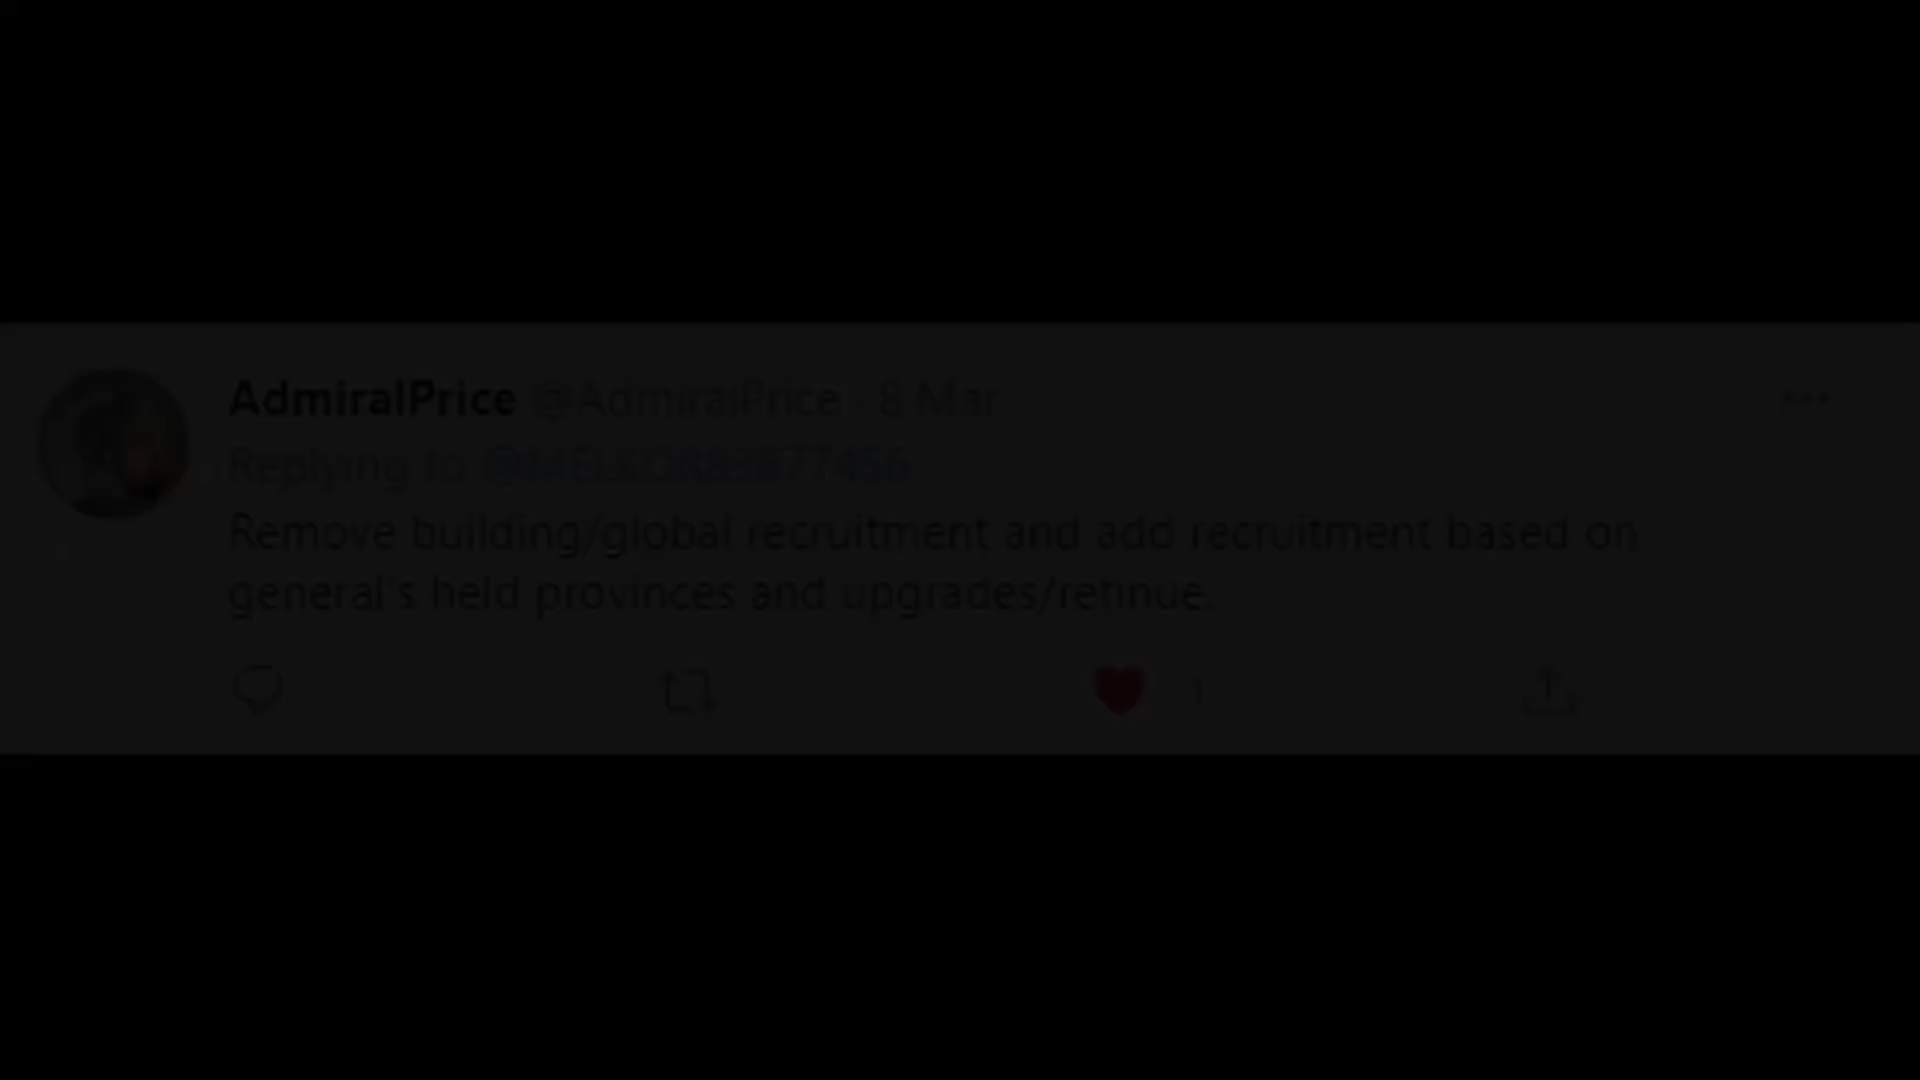 AdmiralPrice @AdmiralPrice · 8 Mar
Replying to
Remove building/global recruitment and add recruitment based on
general's held provinces and upgrades/retinue.
1